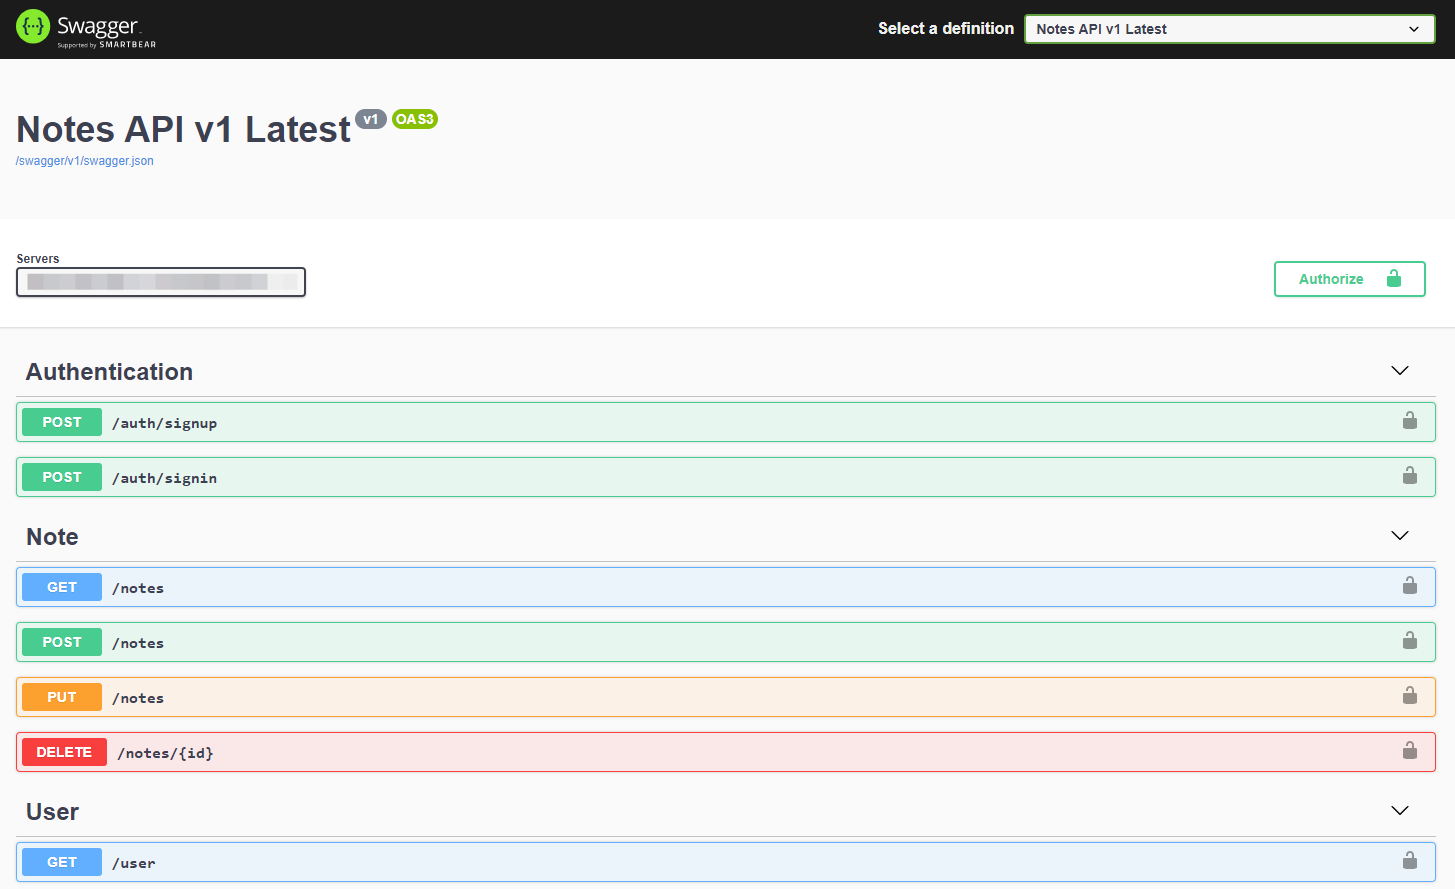 Swagger
Supported by SMARTBEAR
Select a definition
Notes API v1 Latest
Notes API v1 Latest v1 OAS3
/swagger/v1/swagger.json
Servers
Authorize
Authentication
POST /auth/signup
POST /auth/signin
Note
GET /notes
POST /notes
PUT /notes
DELETE /notes/{id}
User
GET /user